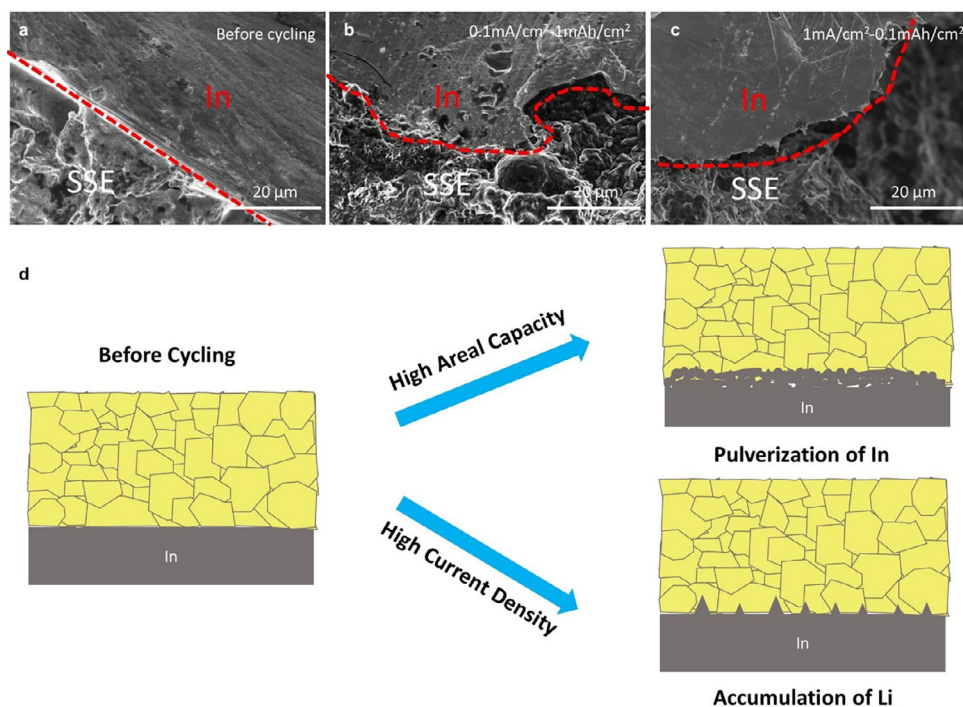 a
Before cycling
In
SSE
20 µm
b
0.1mA/cm²-1mAh/cm²
In
SSE
20 µm
c
1mA/cm²-0.1mAh/cm²
In
SSE
20 µm
d
Before Cycling
In
High Areal Capacity
High Current Density
In
Pulverization of In
In
Accumulation of Li